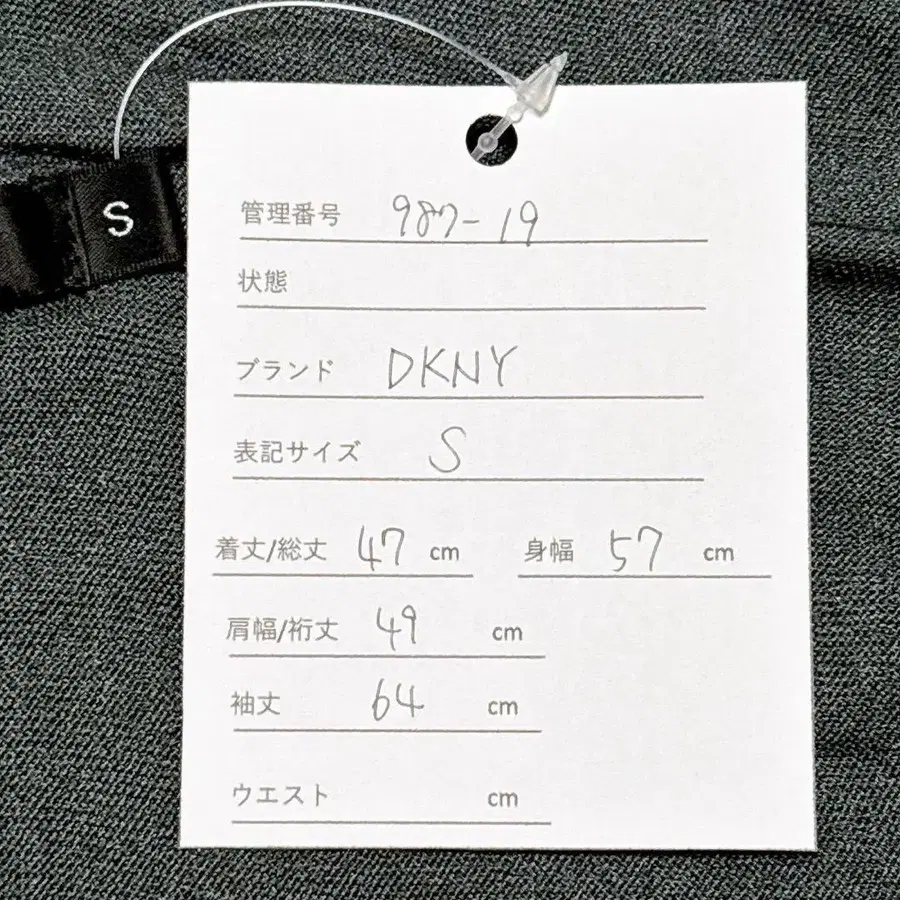 S
管理番号 987-19
状態
ブランド DKNY
表記サイズ S
着丈/総丈 47 cm 身幅 57 cm
肩幅/裄丈 49 cm
袖丈 64 cm
ウエスト cm